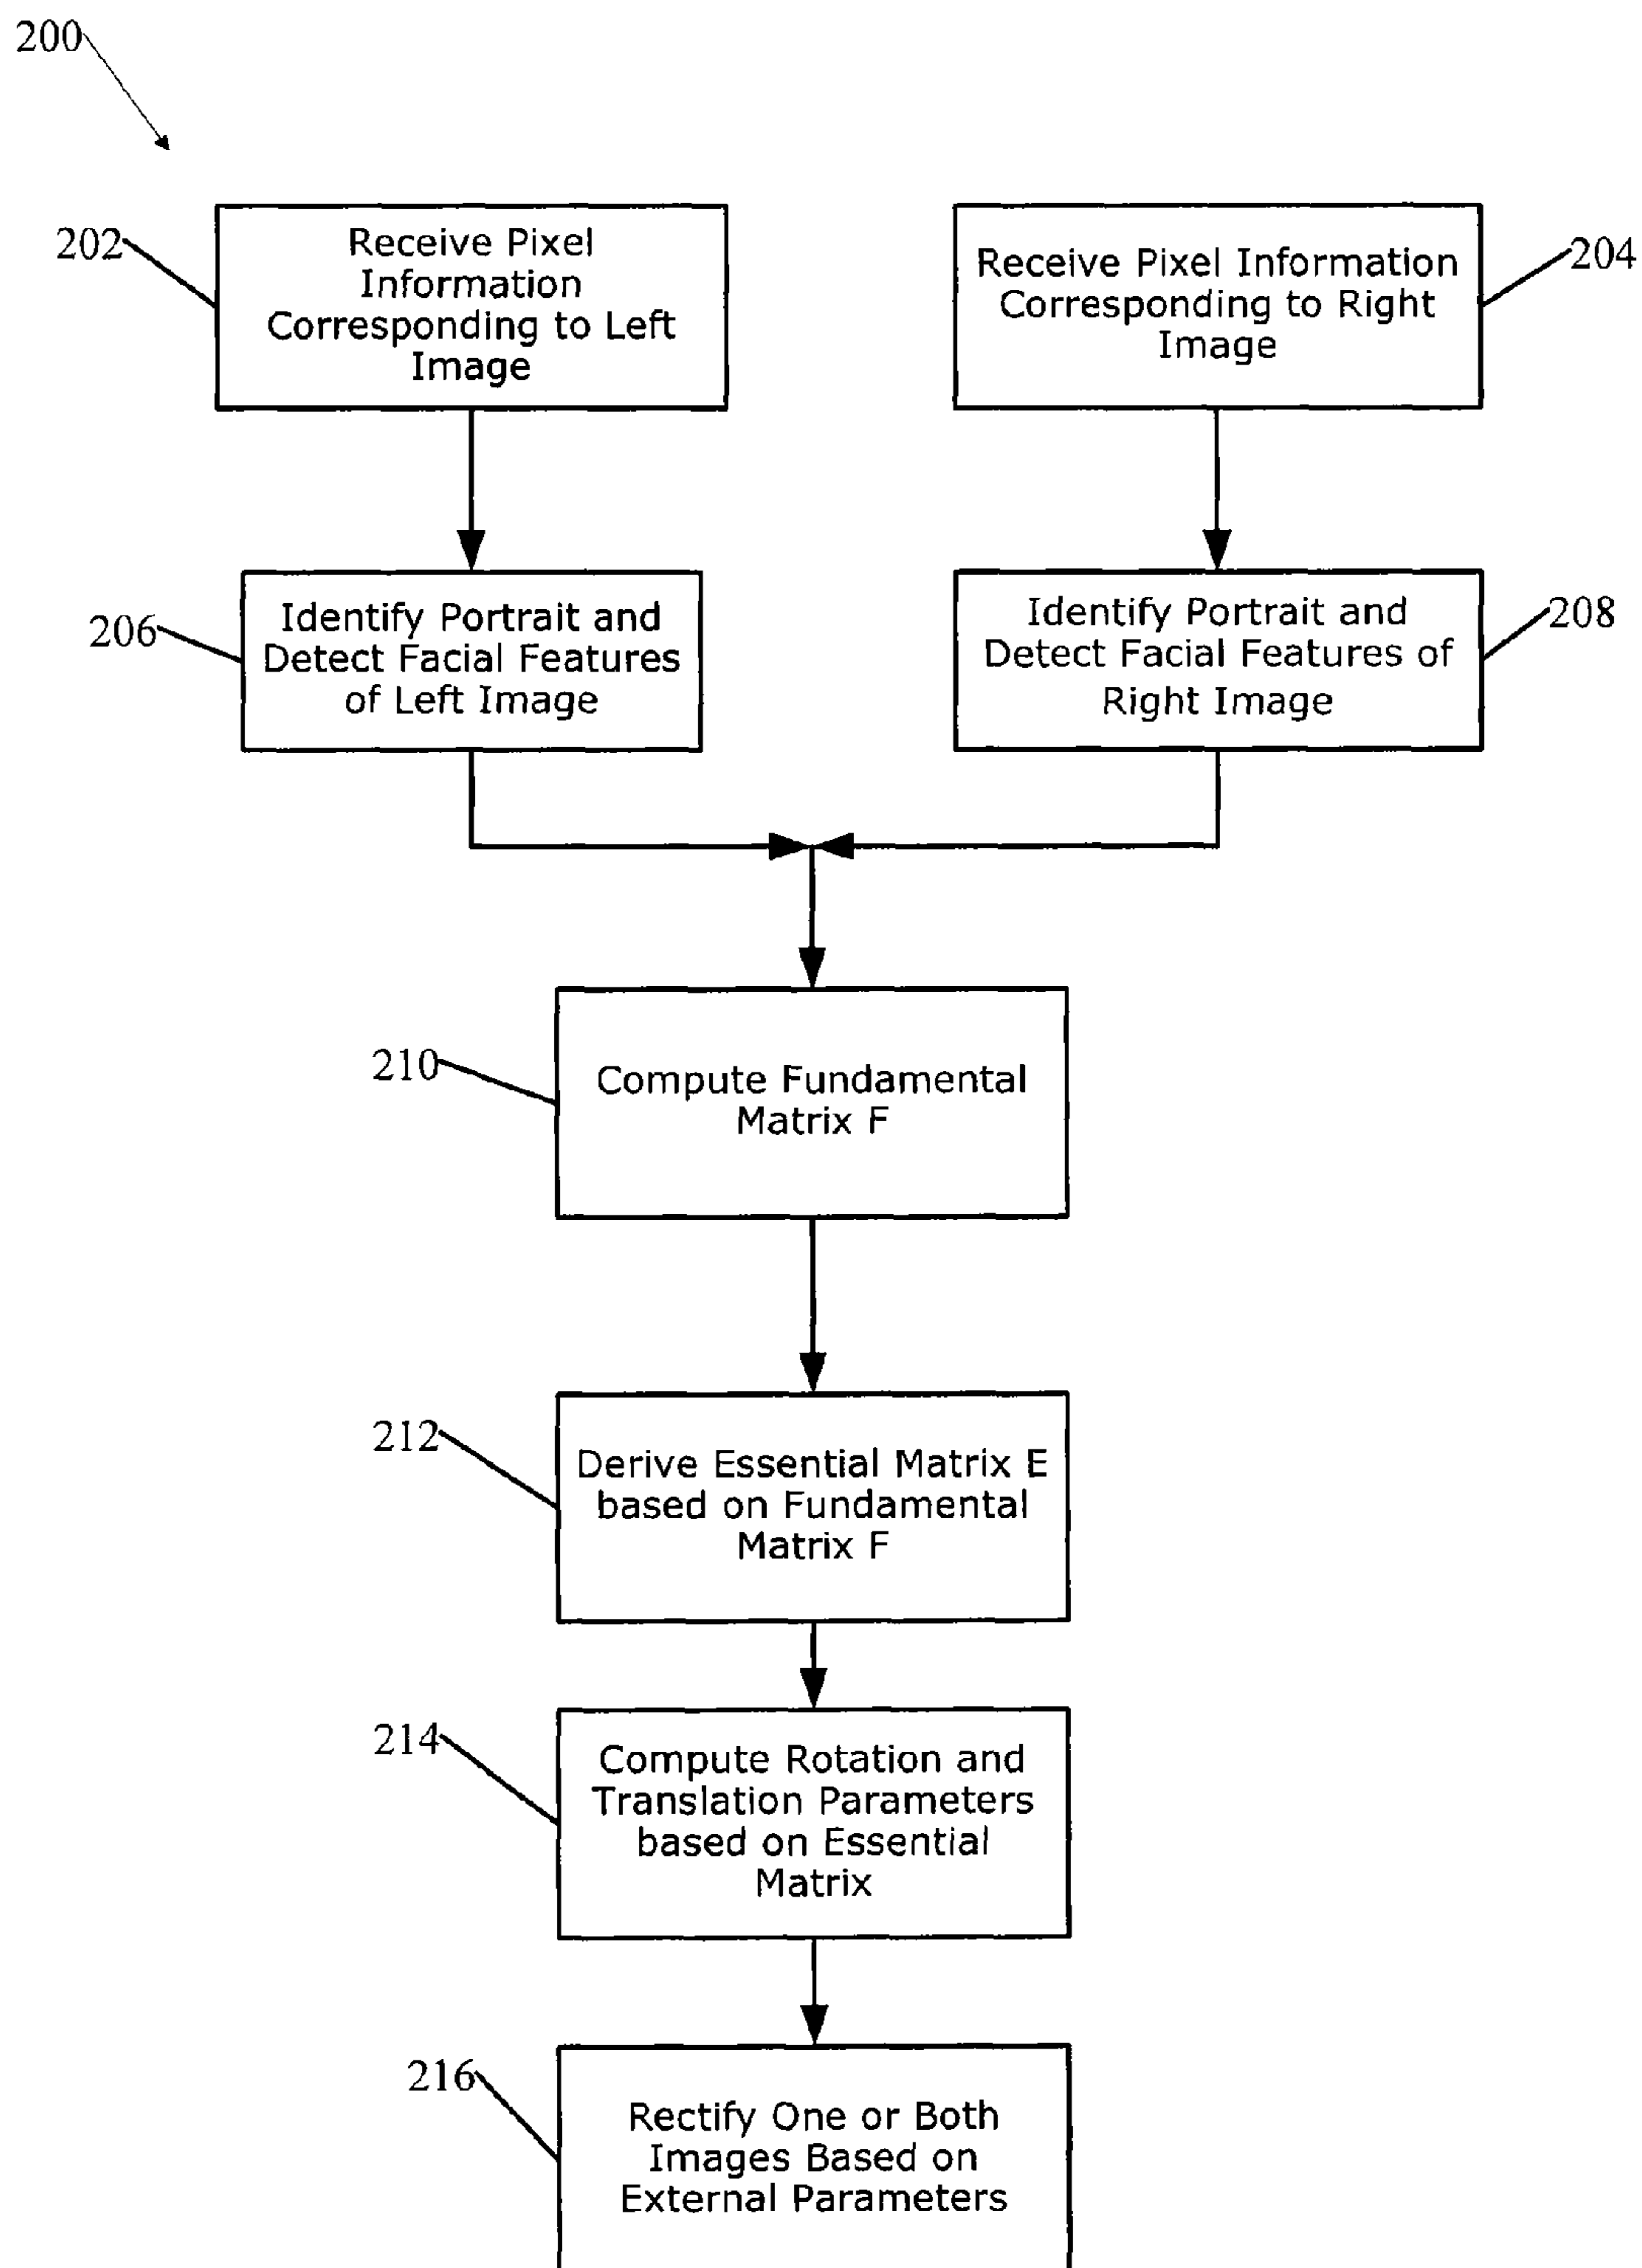 200
202
Receive Pixel
Information
Corresponding to Left
Image
Receive Pixel Information
Corresponding to Right
Image
204
206
Identify Portrait and
Detect Facial Features
of Left Image
Identify Portrait and
Detect Facial Features of
Right Image
208
210
Compute Fundamental
Matrix F
212
Derive Essential Matrix E
based on Fundamental
Matrix F
214
Compute Rotation and
Translation Parameters
based on Essential
Matrix
216
Rectify One or Both
Images Based on
External Parameters